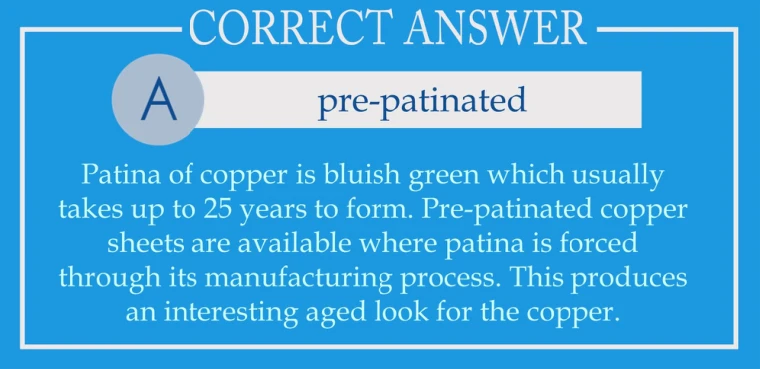 CORRECT ANSWER
A
pre-patinated
Patina of copper is bluish green which usually
takes up to 25 years to form. Pre-patinated copper
sheets are available where patina is forced
through its manufacturing process. This produces
an interesting aged look for the copper.